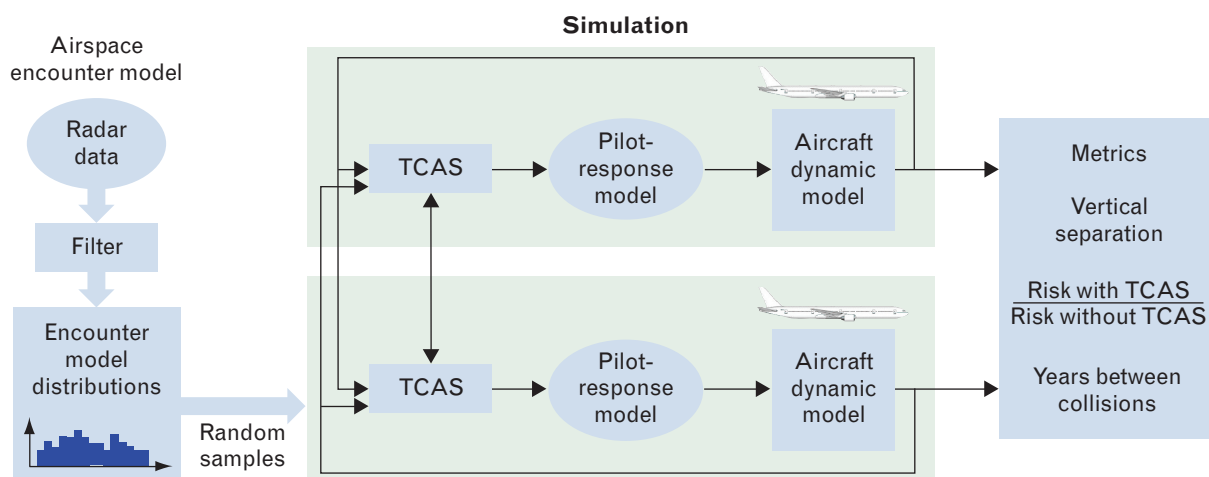 Simulation
Airspace
encounter model
Radar
data
Filter
Encounter
model
distributions
Random
samples
TCAS
Pilot-
response
model
Aircraft
dynamic
model
TCAS
Pilot-
response
model
Aircraft
dynamic
model
Metrics
Vertical
separation
Risk with TCAS
Risk without TCAS
Years between
collisions